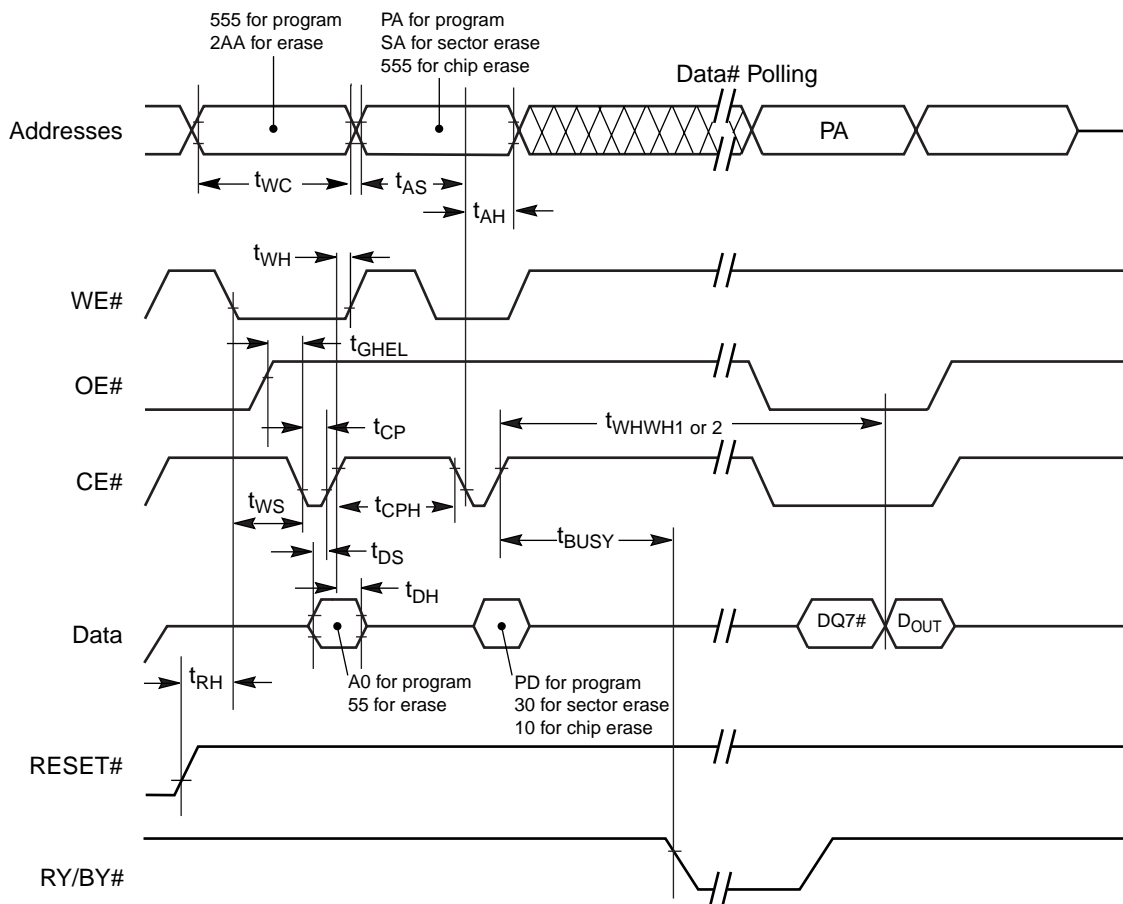 555 for program
2AA for erase
PA for program
SA for sector erase
555 for chip erase
Data# Polling
Addresses
PA
tWC
tAS
tAH
tWH
WE#
tGHEL
OE#
tWHWH1 or 2
tCP
CE#
tWS
tCPH
tBUSY
tDS
tDH
Data
DQ7#
DOUT
tRH
A0 for program
55 for erase
PD for program
30 for sector erase
10 for chip erase
RESET#
RY/BY#